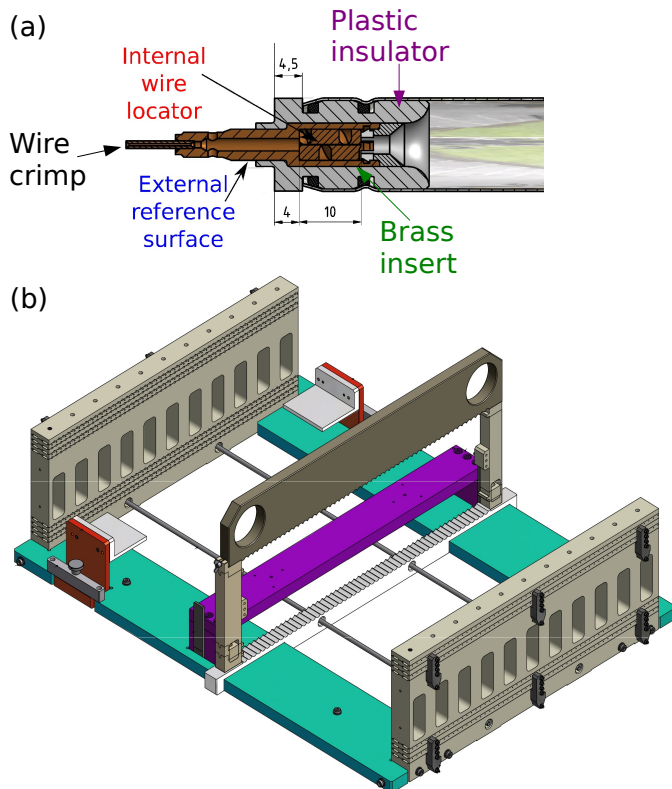 (a)
Plastic
insulator
Internal
wire
locator
4,5
Wire
crimp
External
reference
surface
4
10
Brass
insert
(b)